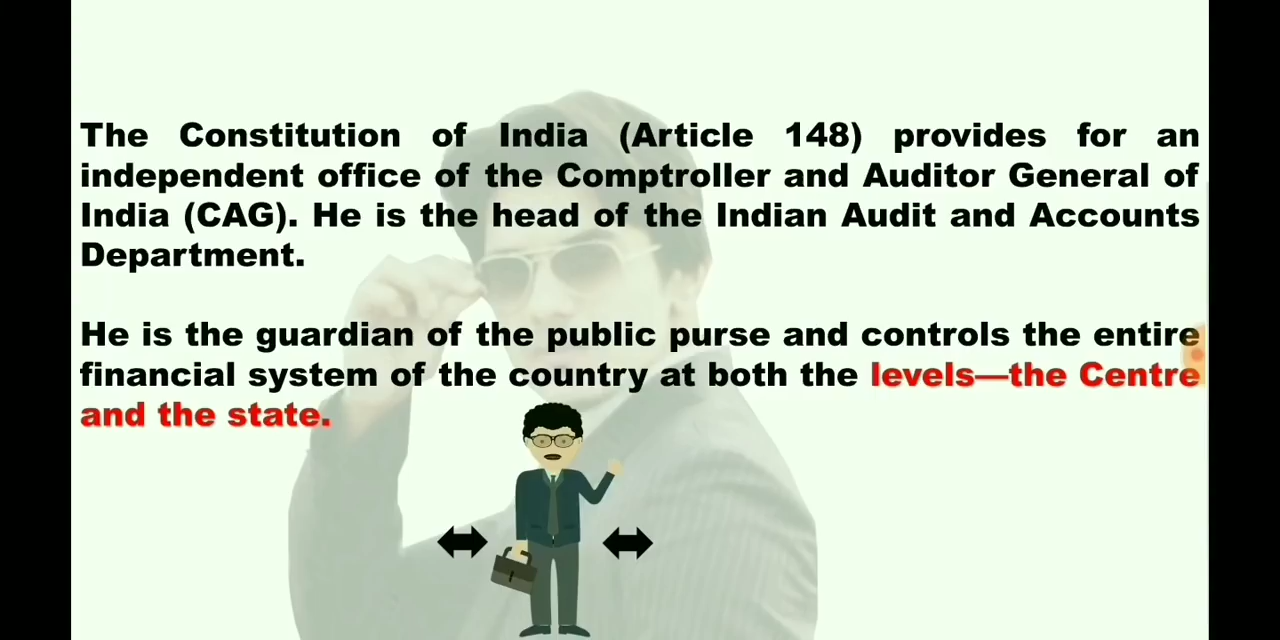 The Constitution of India (Article 148) provides for an
independent office of the Comptroller and Auditor General of
India (CAG). He is the head of the Indian Audit and Accounts
Department.
He is the guardian of the public purse and controls the entire
financial system of the country at both the levels—the Centre
and the state.